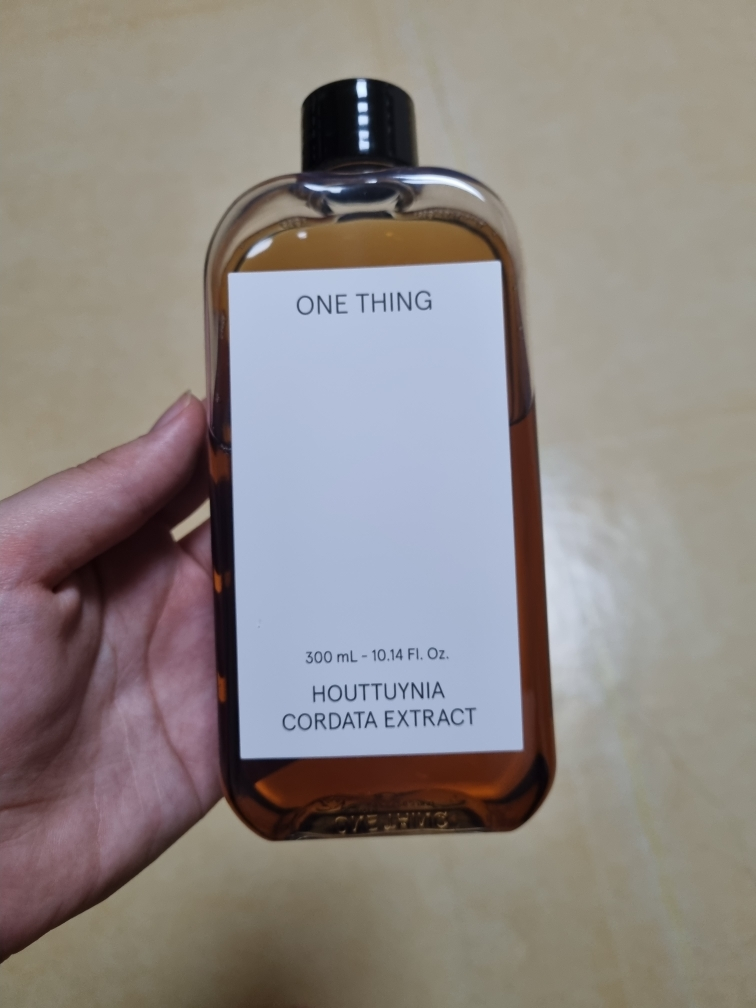 ONE THING
300 mL - 10.14 Fl. Oz.
HOUTTUYNIA
CORDATA EXTRACT